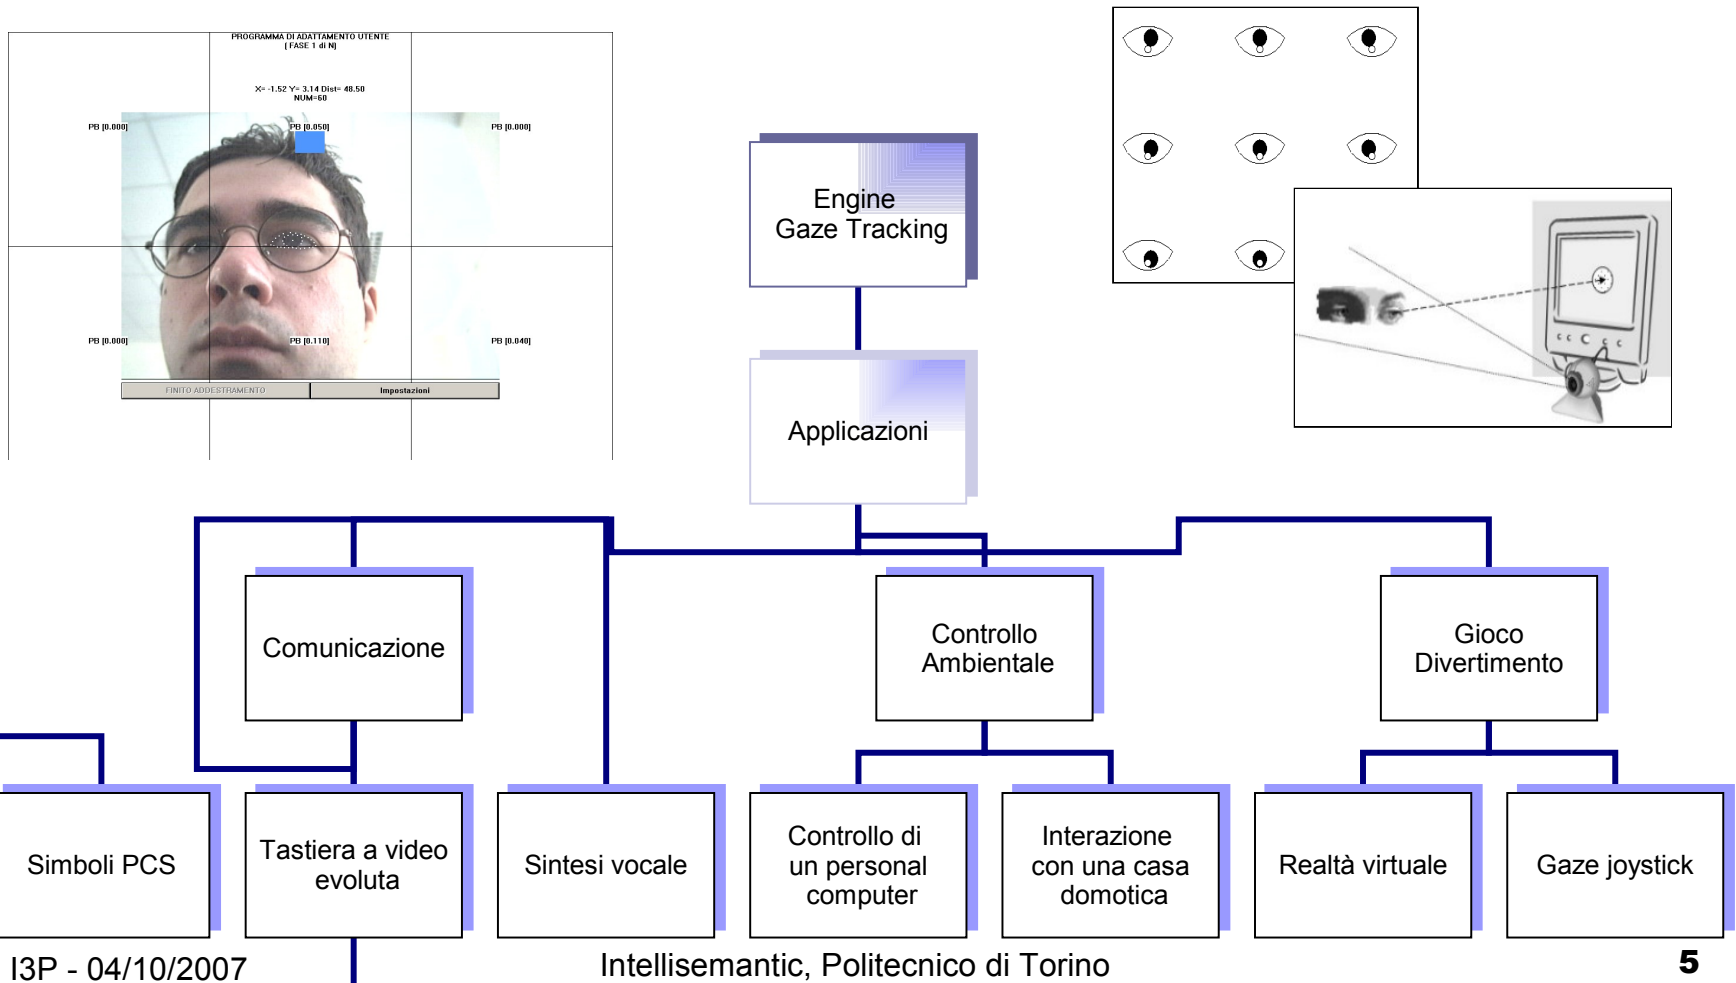 PROGRAMMA DI ADATTAMENTO UTENTE
[ FASE 1 di N]
X= -1.52 Y= 3.14 Dist= 48.50
NUM=60
PB [0.000]
PB [0.050]
PB [0.000]
PB [0.000]
PB [0.110]
PB [0.040]
FINITO ADDESTRAMENTO
Impostazioni
Engine
Gaze Tracking
Applicazioni
Comunicazione
Controllo
Ambientale
Gioco
Divertimento
Simboli PCS
Tastiera a video
evoluta
Sintesi vocale
Controllo di
un personal
computer
Interazione
con una casa
domotica
Realtà virtuale
Gaze joystick
I3P - 04/10/2007
Intellisemantic, Politecnico di Torino
5